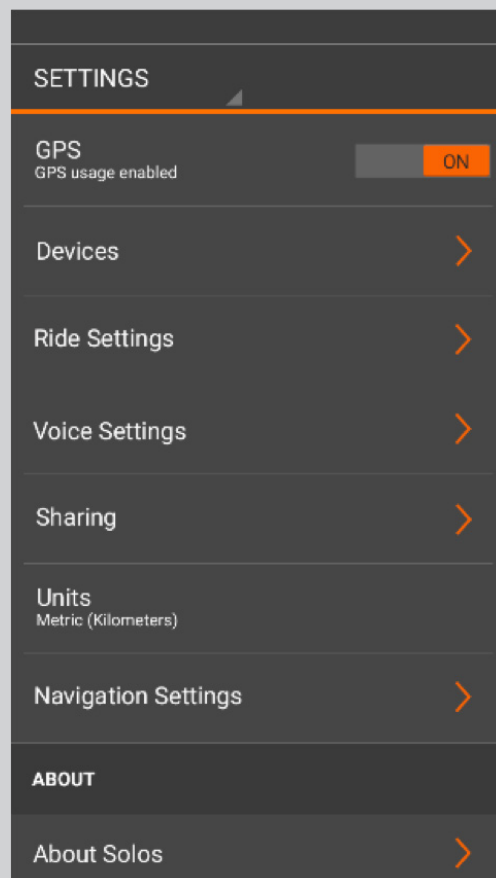 SETTINGS
GPS
GPS usage enabled
ON
Devices
Ride Settings
Voice Settings
Sharing
Units
Metric (Kilometers)
Navigation Settings
ABOUT
About Solos